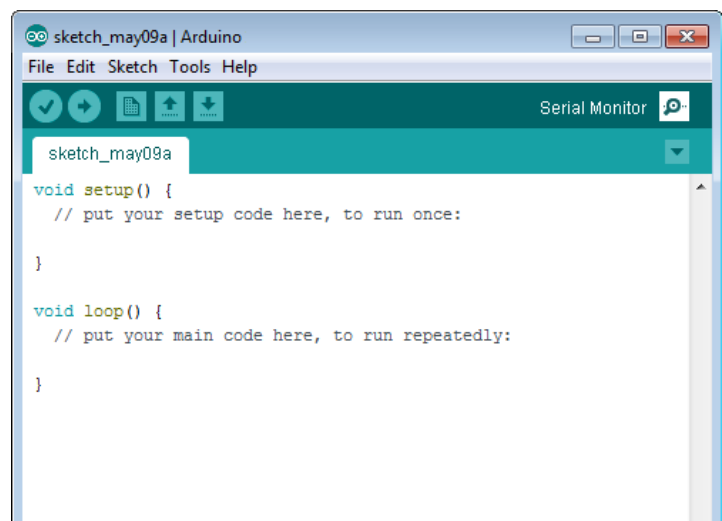 sketch_may09a | Arduino
File Edit Sketch Tools Help
Serial Monitor
sketch_may09a
void setup() {
  // put your setup code here, to run once:

}

void loop() {
  // put your main code here, to run repeatedly:

}